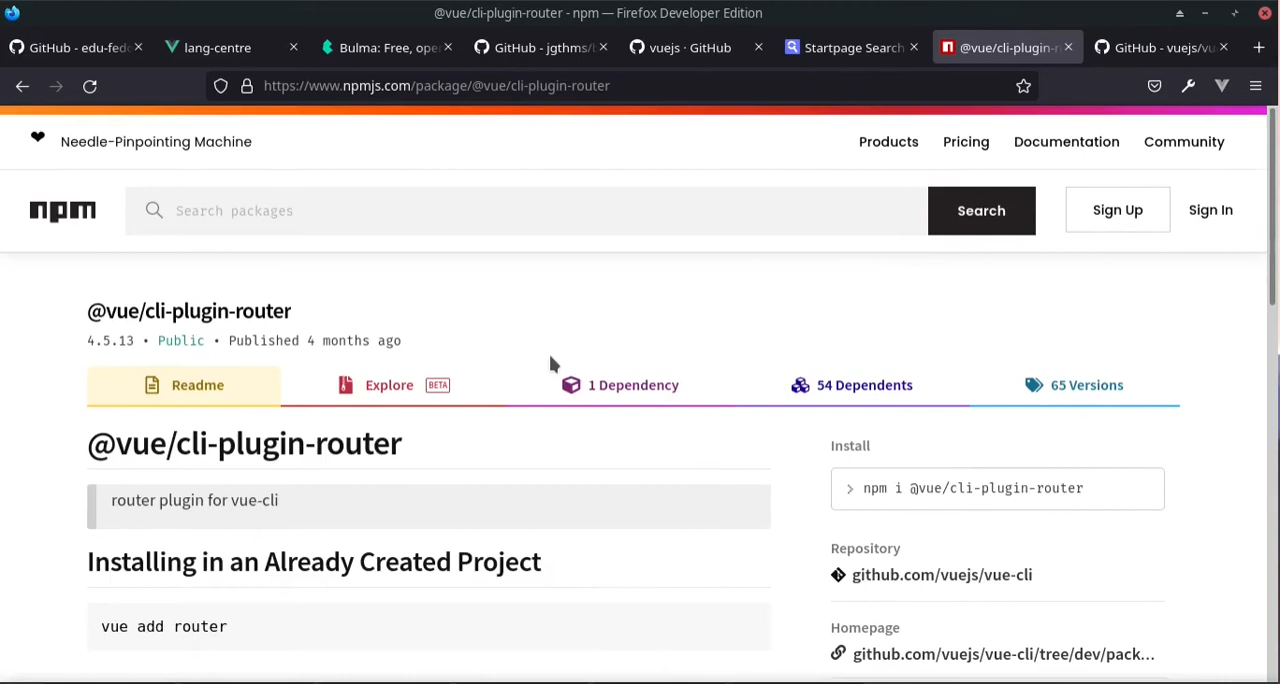 @vue/cli-plugin-router - npm — Firefox Developer Edition
GitHub - edu-fed
lang-centre
Bulma: Free, ope
GitHub - jgthms/b
vuejs · GitHub
Startpage Search
@vue/cli-plugin-r
GitHub - vuejs/vu
https://www.npmjs.com/package/@vue/cli-plugin-router
❤ Needle-Pinpointing Machine
Products
Pricing
Documentation
Community
npm
Search packages
Search
Sign Up
Sign In
@vue/cli-plugin-router
4.5.13 • Public • Published 4 months ago
Readme
Explore BETA
1 Dependency
54 Dependents
65 Versions
@vue/cli-plugin-router
router plugin for vue-cli
Installing in an Already Created Project
vue add router
Install
> npm i @vue/cli-plugin-router
Repository
github.com/vuejs/vue-cli
Homepage
github.com/vuejs/vue-cli/tree/dev/pack...